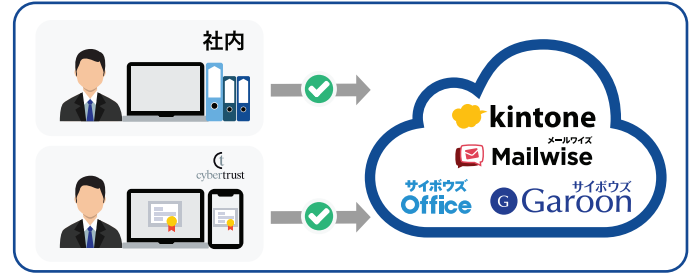 社内
cybertrust
kintone
メールワイズ
Mailwise
サイボウズ
Office
サイボウズ
G Garoon